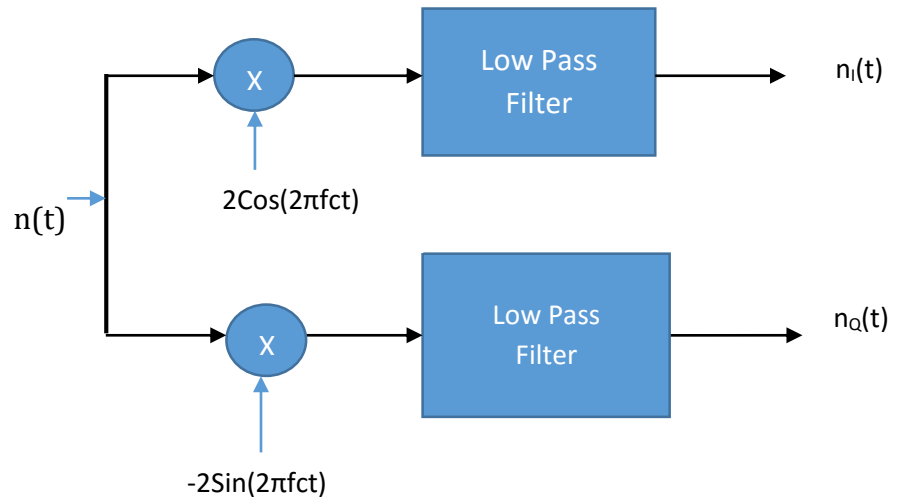 X
Low Pass
Filter
nI(t)
2Cos(2πfct)
n(t)
X
Low Pass
Filter
nQ(t)
-2Sin(2πfct)